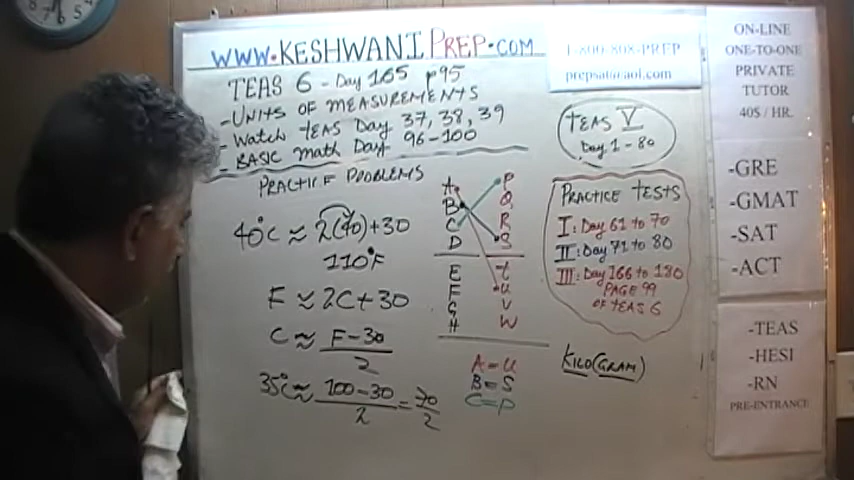 WWW.KESHWANIPREP.COM
TEAS 6 - Day 165 p95
-UNITS OF MEASUREMENTS
-Watch TEAS Day 37, 38, 39
-BASIC math Day 96-100
PRACTICE PROBLEMS
40°C ≈ 2(40)+30
110°F
F ≈ 2C+30
C ≈ F-30
2
35°C ≈ 100-30 = 70
2 2
A P
B Q
C R
D S
E t
F U
G V
H W
A=U
B=S
C=P
1-800-808-PREP
prepsat@aol.com
TEAS V
Day 1-80
PRACTICE TESTS
I: Day 61 to 70
II: Day 71 to 80
III: Day 166 to 180
PAGE 99
OF TEAS 6
KILO(GRAM)
ON-LINE
ONE-TO-ONE
PRIVATE
TUTOR
40$ / HR.
-GRE
-GMAT
-SAT
-ACT
-TEAS
-HESI
-RN
PRE-ENTRANCE